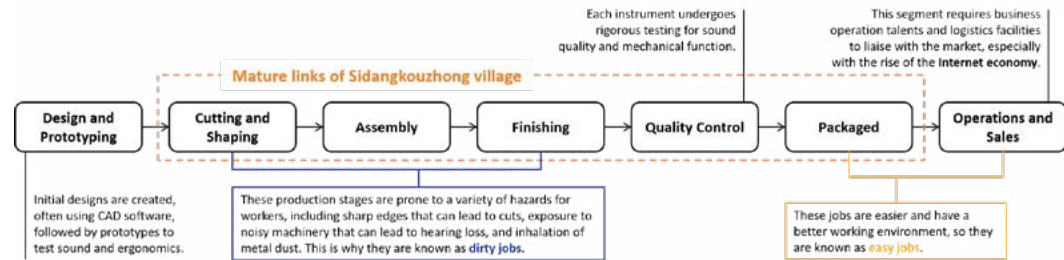 Each instrument undergoes
rigorous testing for sound
quality and mechanical function.
This segment requires business
operation talents and logistics facilities
to liaise with the market, especially
with the rise of the Internet economy.
Mature links of Sidangkouzhong village
Design and
Prototyping
Cutting and
Shaping
Assembly
Finishing
Quality Control
Packaged
Operations and
Sales
Initial designs are created,
often using CAD software,
followed by prototypes to
test sound and ergonomics.
These production stages are prone to a variety of hazards for
workers, including sharp edges that can lead to cuts, exposure to
noisy machinery that can lead to hearing loss, and inhalation of
metal dust. This is why they are known as dirty jobs.
These jobs are easier and have a
better working environment, so they
are known as easy jobs.